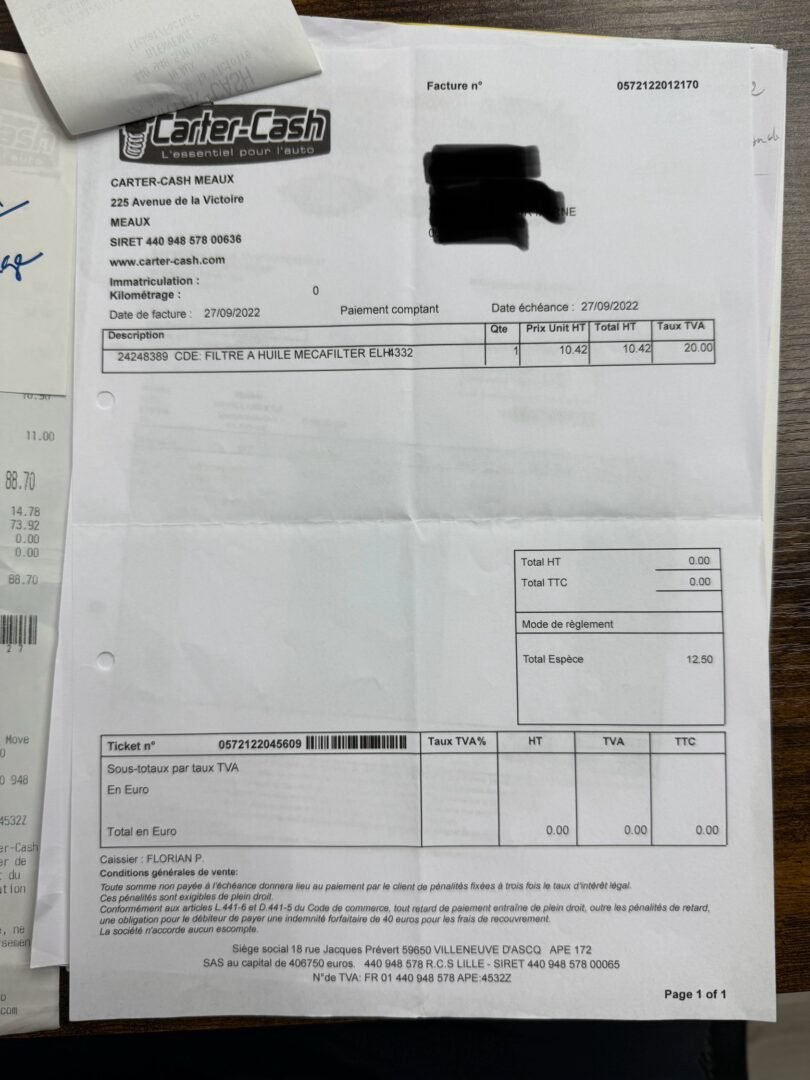 Facture n° 0572122012170
Carter-Cash
L'essentiel pour l'auto
CARTER-CASH MEAUX
225 Avenue de la Victoire
MEAUX
SIRET 440 948 578 00636
www.carter-cash.com
Immatriculation :
Kilométrage : 0
Date de facture : 27/09/2022 Paiement comptant Date échéance : 27/09/2022
Description Qte Prix Unit HT Total HT Taux TVA
24248389 CDE: FILTRE A HUILE MECAFILTER ELH4332 1 10.42 10.42 20.00
Total HT 0.00
Total TTC 0.00
Mode de règlement
Total Espèce 12.50
Ticket n° 0572122045609 Taux TVA% HT TVA TTC
Sous-totaux par taux TVA
En Euro
Total en Euro 0.00 0.00 0.00
Caissier : FLORIAN P.
Conditions générales de vente:
Toute somme non payée à l'échéance donnera lieu au paiement par le client de pénalités fixées à trois fois le taux d'intérêt légal.
Ces pénalités sont exigibles de plein droit.
Conformément aux articles L.441-6 et D.441-5 du Code de commerce, tout retard de paiement entraîne de plein droit, outre les pénalités de retard,
une obligation pour le débiteur de payer une indemnité forfaitaire de 40 euros pour les frais de recouvrement.
La société n'accorde aucun escompte.
Siège social 18 rue Jacques Prévert 59650 VILLENEUVE D'ASCQ APE 172
SAS au capital de 406750 euros. 440 948 578 R.C.S LILLE - SIRET 440 948 578 00065
N°de TVA: FR 01 440 948 578 APE:4532Z
Page 1 of 1
11.00
88.70
14.78
73.92
0.00
0.00
88.70
2 7
Move
0 948
4532Z
er-Cash
er de
du